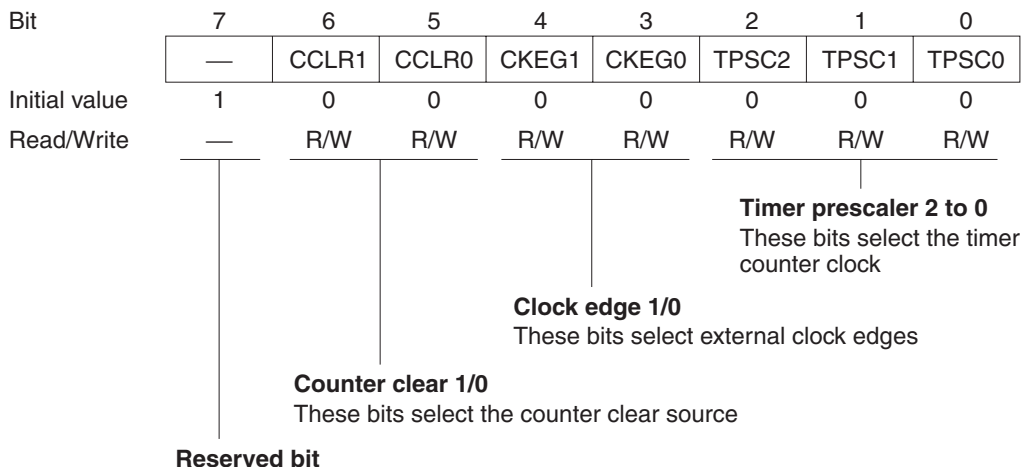 Bit 7 6 5 4 3 2 1 0
— CCLR1 CCLR0 CKEG1 CKEG0 TPSC2 TPSC1 TPSC0
Initial value 1 0 0 0 0 0 0 0
Read/Write — R/W R/W R/W R/W R/W R/W R/W
Timer prescaler 2 to 0
These bits select the timer
counter clock
Clock edge 1/0
These bits select external clock edges
Counter clear 1/0
These bits select the counter clear source
Reserved bit